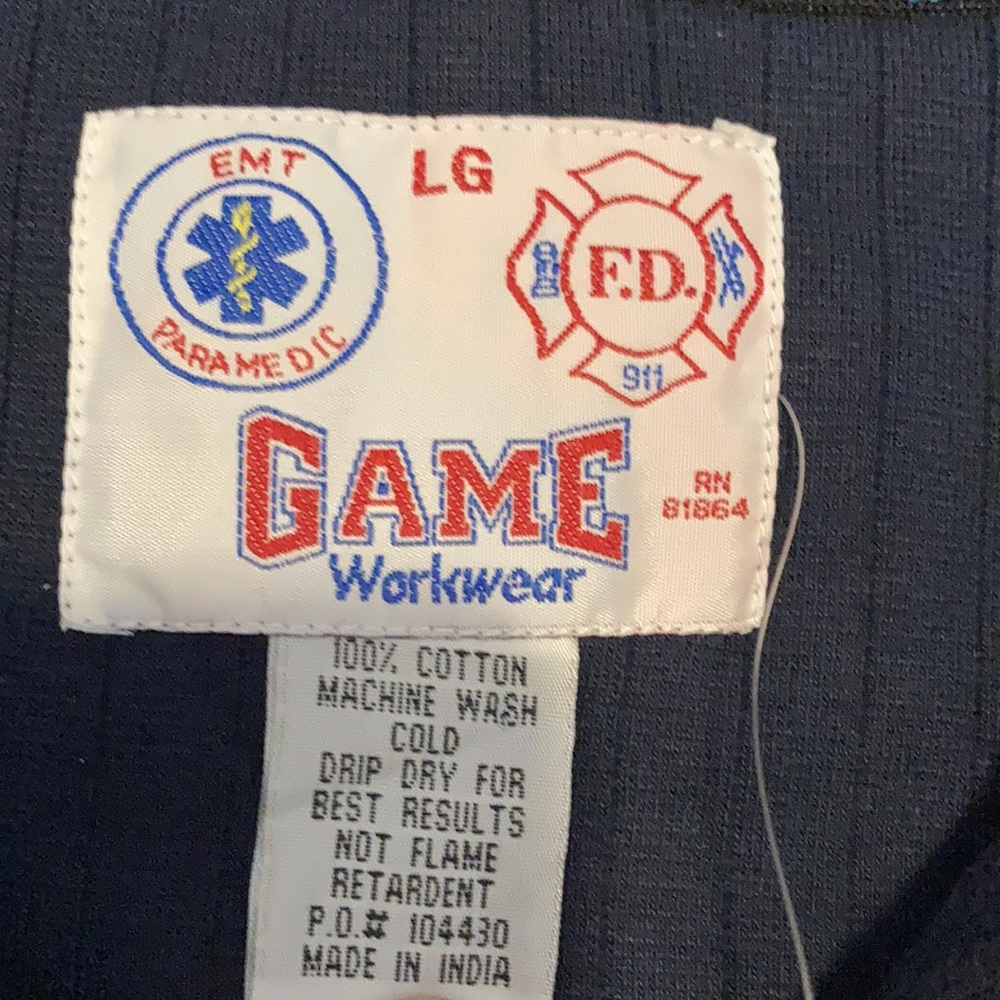 EMT
PARAMEDIC
LG
F.D.
911
GAME
Workwear
RN
81864
100% COTTON
MACHINE WASH
COLD
DRIP DRY FOR
BEST RESULTS
NOT FLAME
RETARDENT
P.O.# 104430
MADE IN INDIA